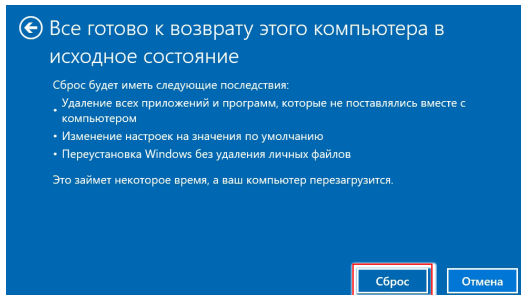 Все готово к возврату этого компьютера в
исходное состояние
Сброс будет иметь следующие последствия:
• Удаление всех приложений и программ, которые не поставлялись вместе с
компьютером
• Изменение настроек на значения по умолчанию
• Переустановка Windows без удаления личных файлов
Это займет некоторое время, а ваш компьютер перезагрузится.
Сброс
Отмена